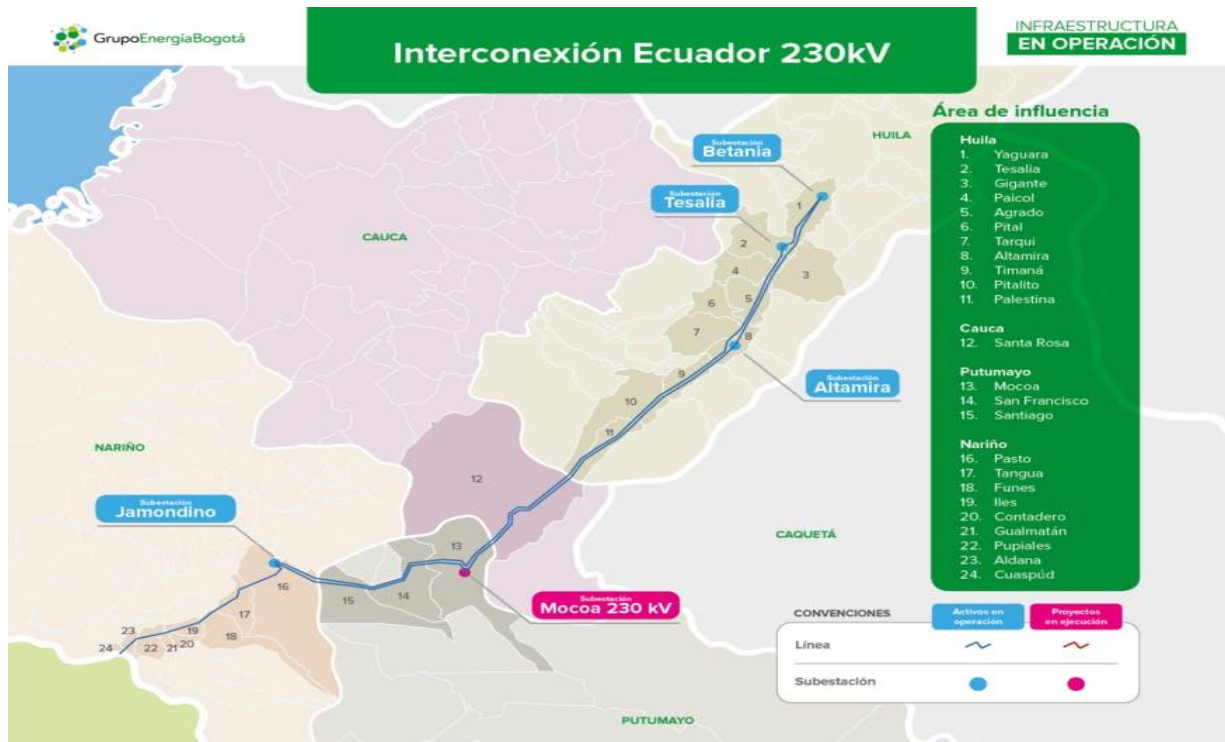 GrupoEnergíaBogotá
Interconexión Ecuador 230kV
INFRAESTRUCTURA
EN OPERACIÓN
Área de influencia
Huila
1. Yaguara
2. Tesalia
3. Gigante
4. Paicol
5. Agrado
6. Pital
7. Tarqui
8. Altamira
9. Timaná
10. Pitalito
11. Palestina
Cauca
12. Santa Rosa
Putumayo
13. Mocoa
14. San Francisco
15. Santiago
Nariño
16. Pasto
17. Tangua
18. Funes
19. Iles
20. Contadero
21. Gualmatán
22. Pupiales
23. Aldana
24. Cuaspúd
HUILA
Subestación
Betania
Subestación
Tesalia
1
2
3
4
5
6
7
8
CAUCA
Subestación
Altamira
9
10
11
NARIÑO
12
Subestación
Jamondino
CAQUETÁ
13
14
15
16
Subestación
Mocoa 230 kV
17
18
19
20
21
22
23
24
PUTUMAYO
CONVENCIONES
Activos en
operación
Proyectos
en ejecución
Línea
Subestación